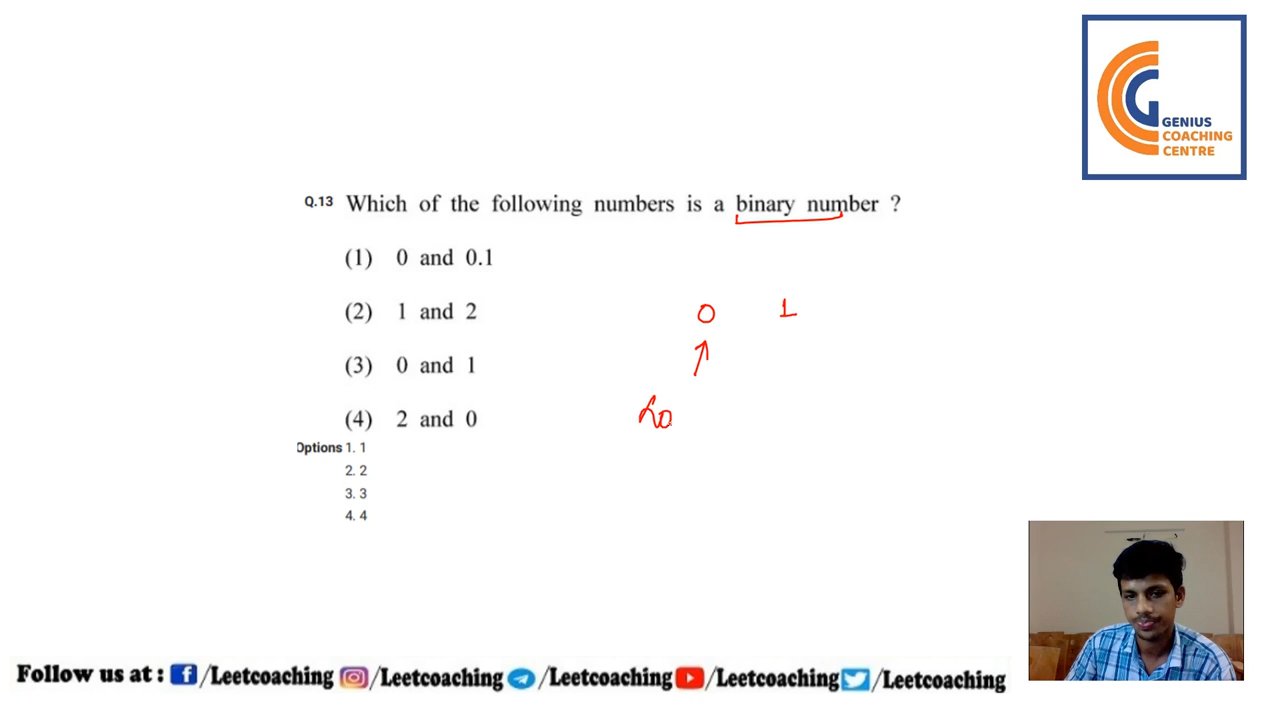 GENIUS
COACHING
CENTRE
Q.13 Which of the following numbers is a binary number ?
(1) 0 and 0.1
(2) 1 and 2
0 1
(3) 0 and 1
(4) 2 and 0
Options 1. 1
2. 2
3. 3
4. 4
Follow us at : /Leetcoaching /Leetcoaching /Leetcoaching /Leetcoaching /Leetcoaching